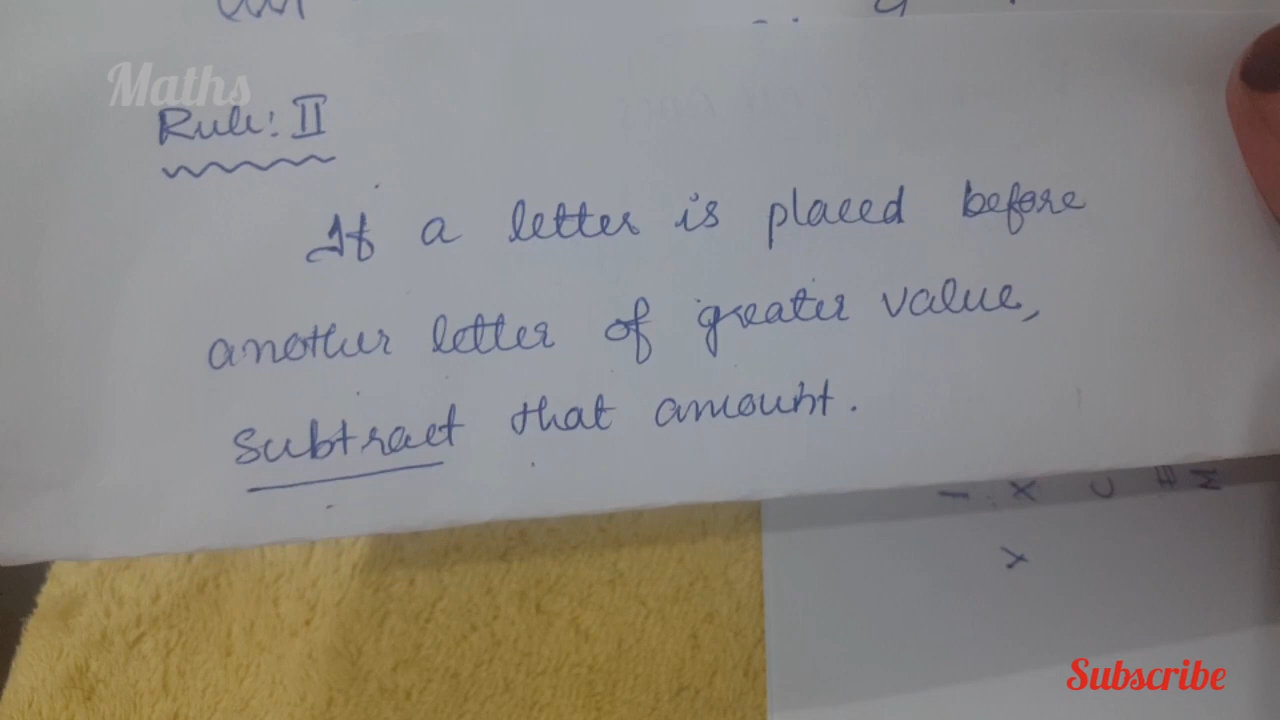 Maths
Rule: II
If a letter is placed before
another letter of greater value,
subtract that amount.
I X C M
Subscribe